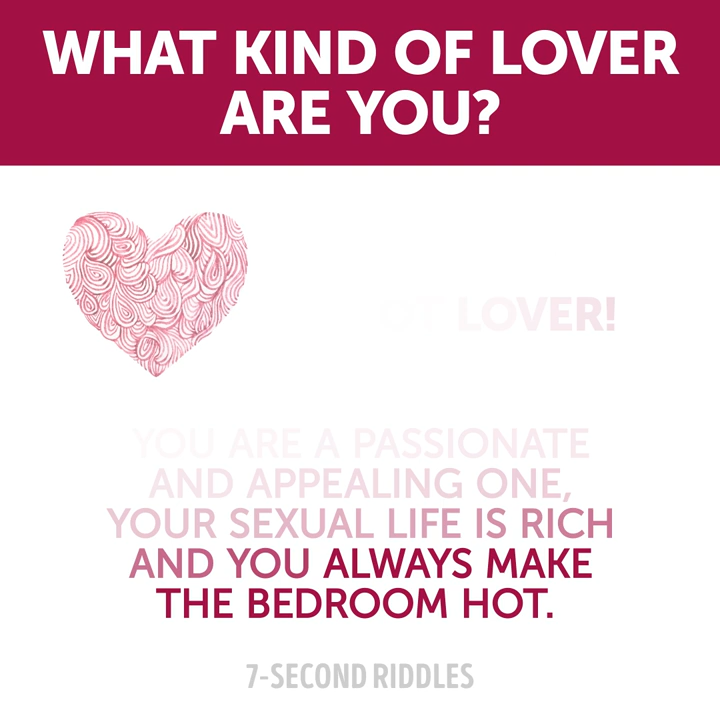 WHAT KIND OF LOVER
ARE YOU?
LOVER!
YOU ARE A PASSIONATE
AND APPEALING ONE,
YOUR SEXUAL LIFE IS RICH
AND YOU ALWAYS MAKE
THE BEDROOM HOT.
7-SECOND RIDDLES